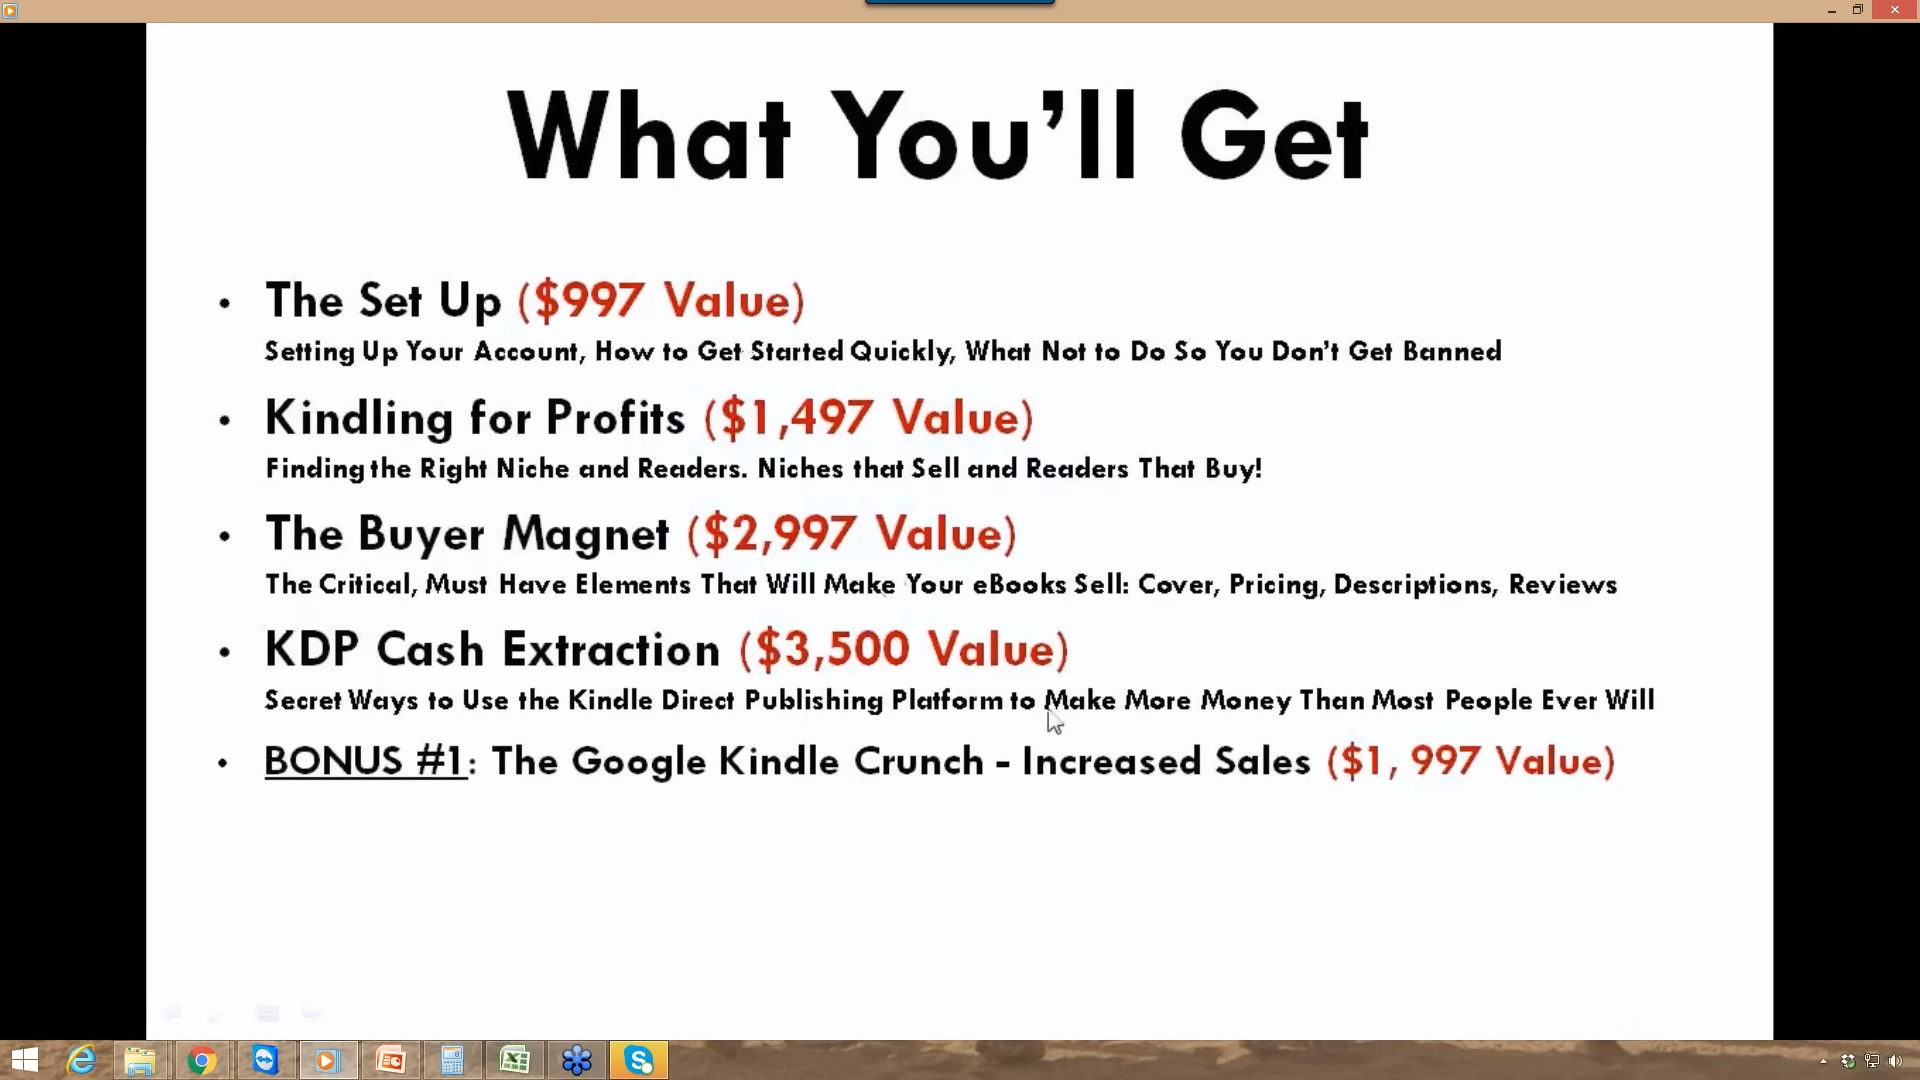 What You’ll Get
• The Set Up ($997 Value)
Setting Up Your Account, How to Get Started Quickly, What Not to Do So You Don’t Get Banned
• Kindling for Profits ($1,497 Value)
Finding the Right Niche and Readers. Niches that Sell and Readers That Buy!
• The Buyer Magnet ($2,997 Value)
The Critical, Must Have Elements That Will Make Your eBooks Sell: Cover, Pricing, Descriptions, Reviews
• KDP Cash Extraction ($3,500 Value)
Secret Ways to Use the Kindle Direct Publishing Platform to Make More Money Than Most People Ever Will
• BONUS #1: The Google Kindle Crunch - Increased Sales ($1, 997 Value)